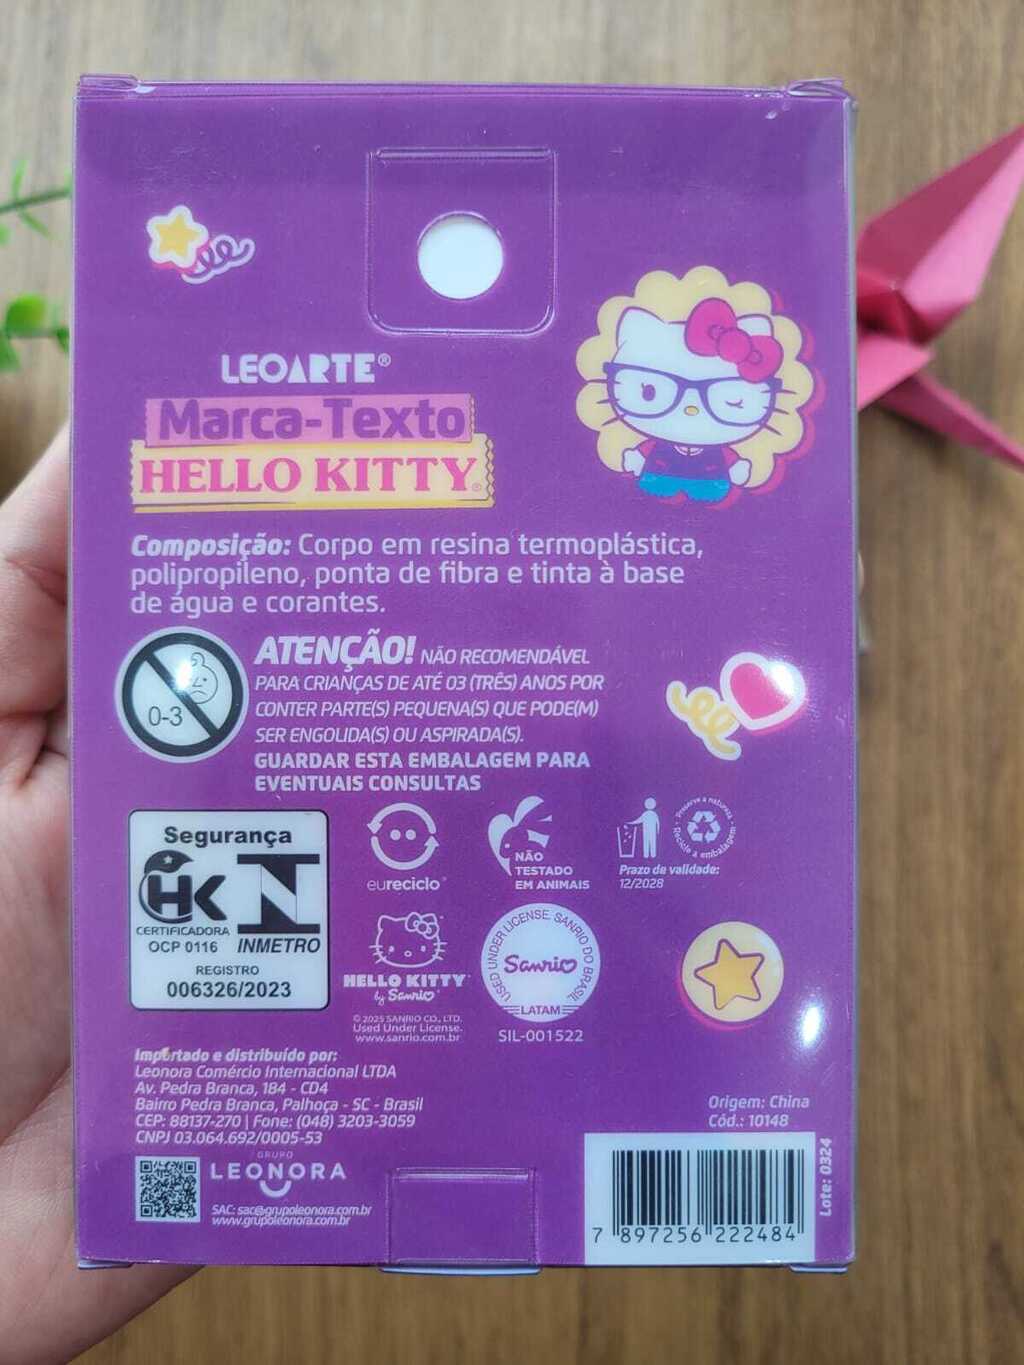 LEOARTE®
Marca-Texto
HELLO KITTY®
Composição: Corpo em resina termoplástica,
polipropileno, ponta de fibra e tinta à base
de água e corantes.
0-3
ATENÇÃO! NÃO RECOMENDÁVEL
PARA CRIANÇAS DE ATÉ 03 (TRÊS) ANOS POR
CONTER PARTE(S) PEQUENA(S) QUE PODE(M)
SER ENGOLIDA(S) OU ASPIRADA(S).
GUARDAR ESTA EMBALAGEM PARA
EVENTUAIS CONSULTAS
Segurança
HK
CERTIFICADORA
OCP 0116
INMETRO
REGISTRO
006326/2023
eureciclo
NÃO
TESTADO
EM ANIMAIS
Preserve a natureza
Recicle a embalagem
Prazo de validade:
12/2028
HELLO KITTY
by Sanrio
© 2025 SANRIO CO., LTD.
Used Under License.
www.sanrio.com.br
USED UNDER LICENSE, SANRIO DO BRASIL
Sanrio
LATAM
SIL-001522
Importado e distribuído por:
Leonora Comércio Internacional LTDA
Av. Pedra Branca, 184 - CD4
Bairro Pedra Branca, Palhoça - SC - Brasil
CEP: 88137-270 | Fone: (048) 3203-3059
CNPJ 03.064.692/0005-53
GRUPO
LEONORA
SAC: sac@grupoleonora.com.br
www.grupoleonora.com.br
Origem: China
Cód.: 10148
Lote: 0324
7 897256 222484